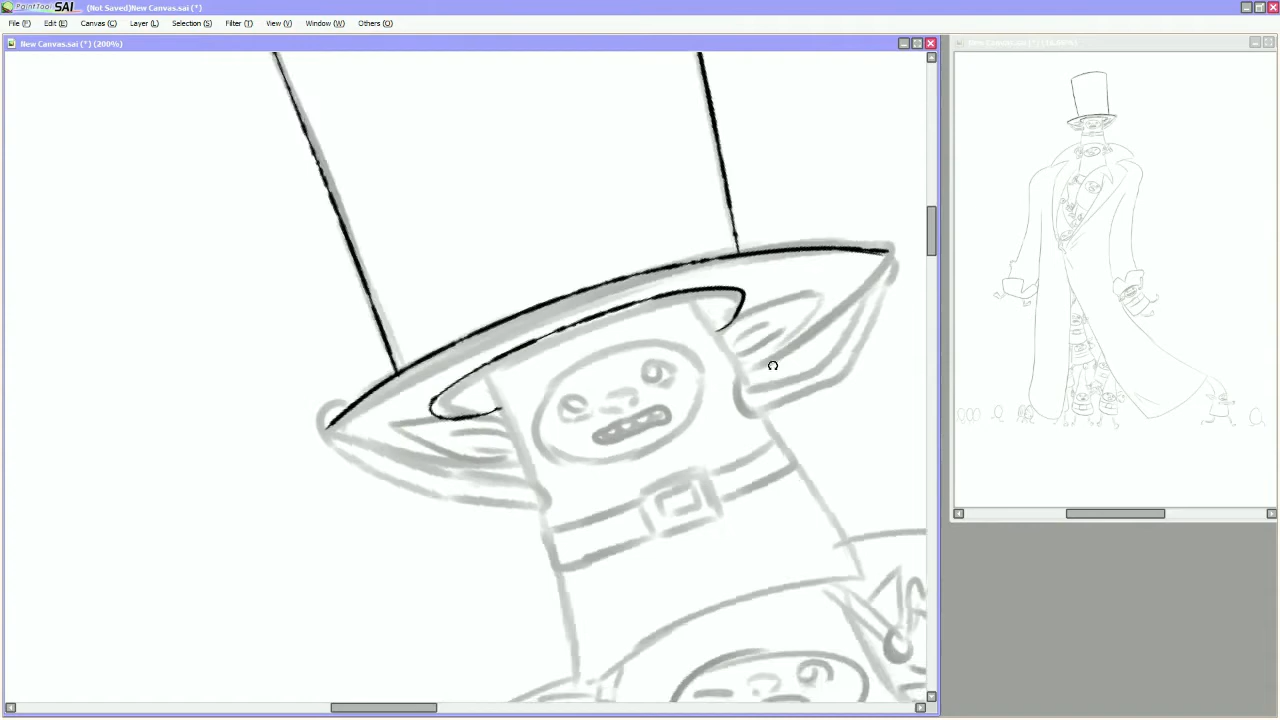 PaintTool SAI (Not Saved)New Canvas.sai (*)
File (F) Edit (E) Canvas (C) Layer (L) Selection (S) Filter (T) View (V) Window (W) Others (O)
New Canvas.sai (*) (200%)